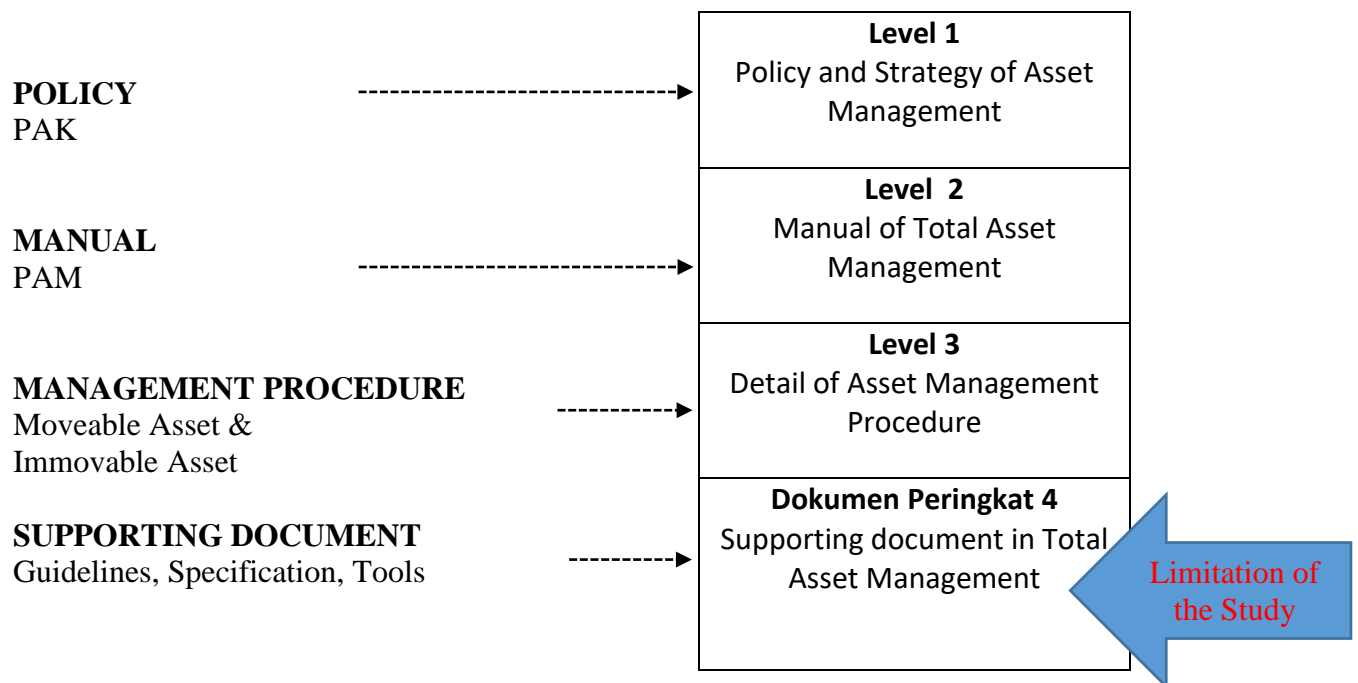 Level 1
Policy and Strategy of Asset
Management
POLICY
PAK
Level 2
Manual of Total Asset
Management
MANUAL
PAM
Level 3
Detail of Asset Management
Procedure
MANAGEMENT PROCEDURE
Moveable Asset &
Immovable Asset
Dokumen Peringkat 4
Supporting document in Total
Asset Management
SUPPORTING DOCUMENT
Guidelines, Specification, Tools
Limitation of
the Study